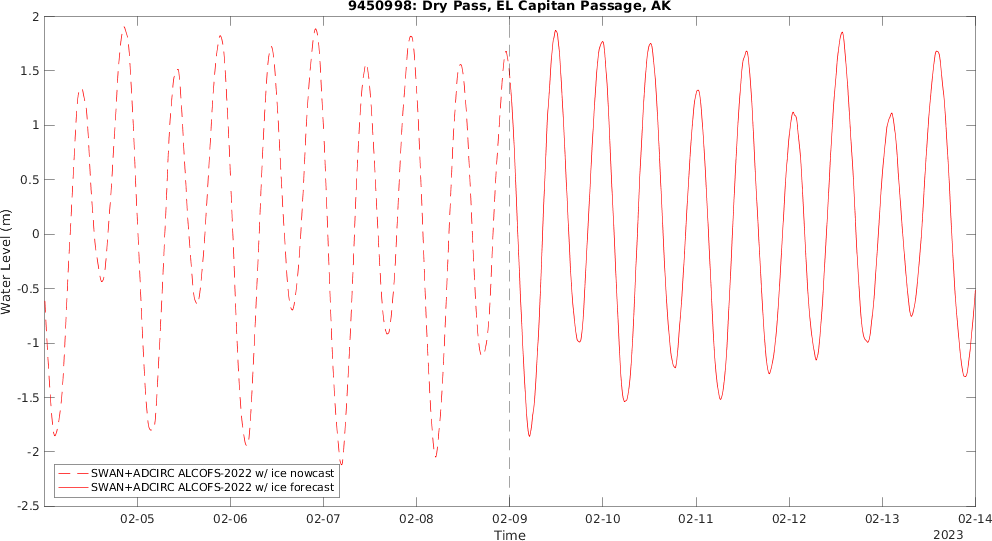 9450998: Dry Pass, EL Capitan Passage, AK
2
1.5
1
0.5
0
-0.5
-1
-1.5
-2
-2.5
Water Level (m)
SWAN+ADCIRC ALCOFS-2022 w/ ice nowcast
SWAN+ADCIRC ALCOFS-2022 w/ ice forecast
02-05 02-06 02-07 02-08 02-09 02-10 02-11 02-12 02-13 02-14
Time
2023